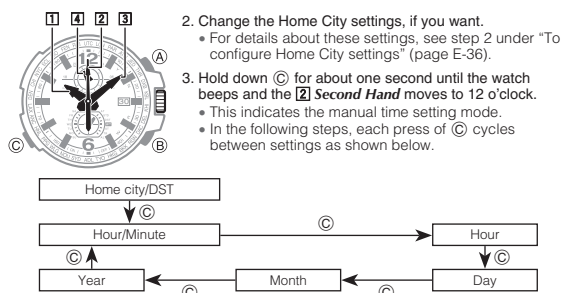 1 4 2 3
A
12
30
6
C
B
2. Change the Home City settings, if you want.
• For details about these settings, see step 2 under “To
configure Home City settings” (page E-36).
3. Hold down C for about one second until the watch
beeps and the 2 Second Hand moves to 12 o’clock.
• This indicates the manual time setting mode.
• In the following steps, each press of C cycles
between settings as shown below.
Home city/DST
C
Hour/Minute
C
Hour
C
C
Year
C
Month
C
Day